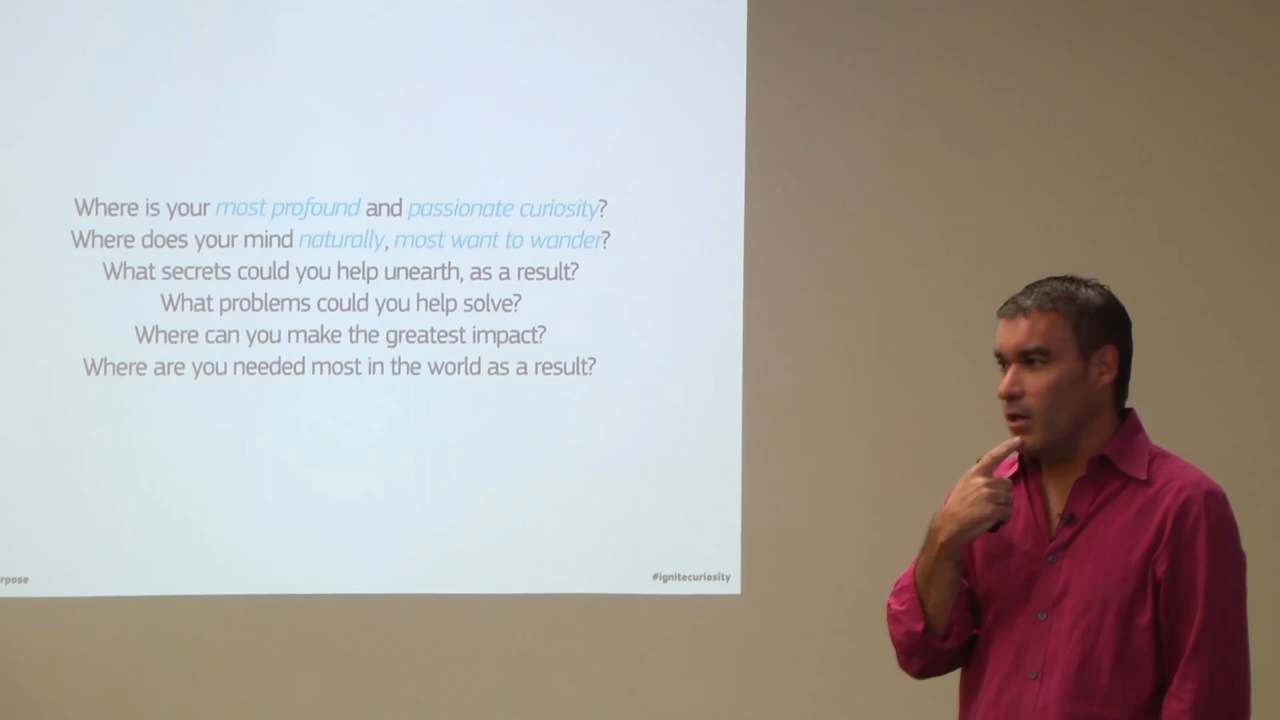 Where is your most profound and passionate curiosity?
Where does your mind naturally, most want to wander?
What secrets could you help unearth, as a result?
What problems could you help solve?
Where can you make the greatest impact?
Where are you needed most in the world as a result?
rpose
#ignitecuriosity